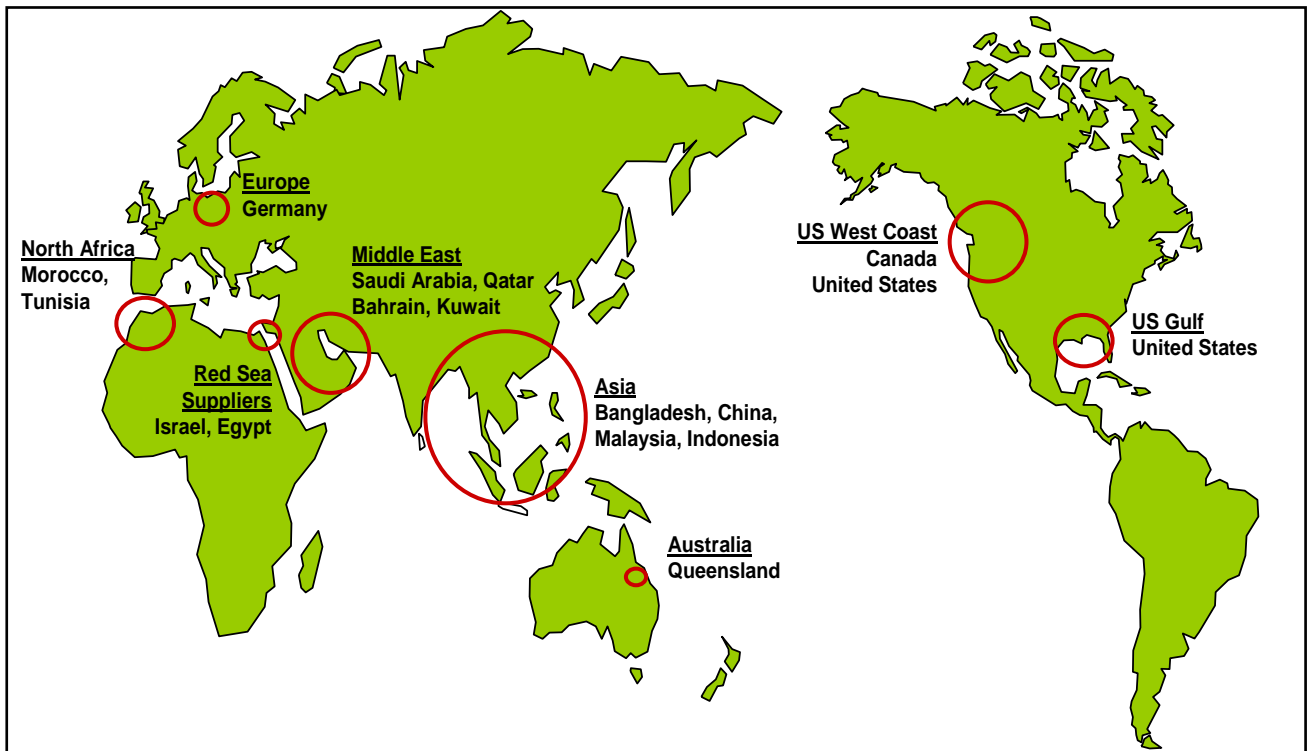 Europe
Germany
North Africa
Morocco,
Tunisia
Middle East
Saudi Arabia, Qatar
Bahrain, Kuwait
US West Coast
Canada
United States
US Gulf
United States
Red Sea
Suppliers
Israel, Egypt
Asia
Bangladesh, China,
Malaysia, Indonesia
Australia
Queensland